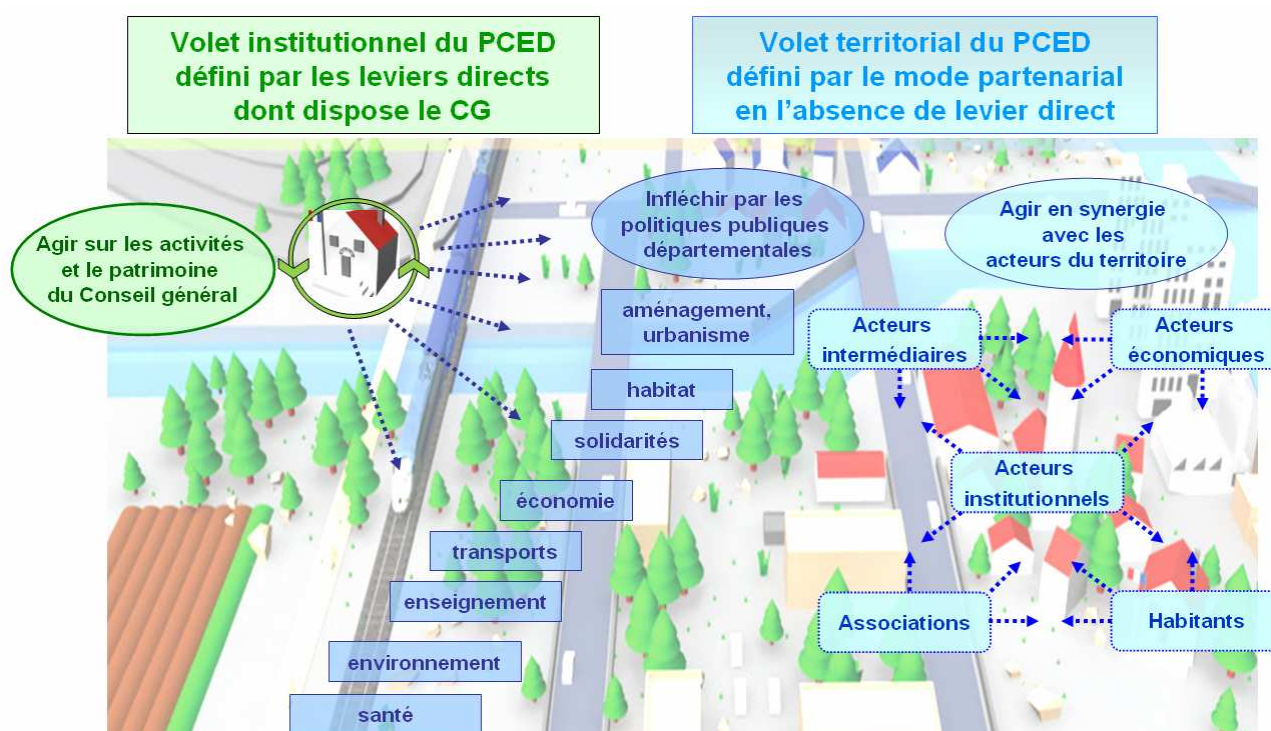 Volet institutionnel du PCED
défini par les leviers directs
dont dispose le CG
Volet territorial du PCED
défini par le mode partenarial
en l'absence de levier direct
Agir sur les activités
et le patrimoine
du Conseil général
Infléchir par les
politiques publiques
départementales
Agir en synergie
avec les
acteurs du territoire
aménagement,
urbanisme
habitat
solidarités
économie
transports
enseignement
environnement
santé
Acteurs
intermédiaires
Acteurs
économiques
Acteurs
institutionnels
Associations
Habitants